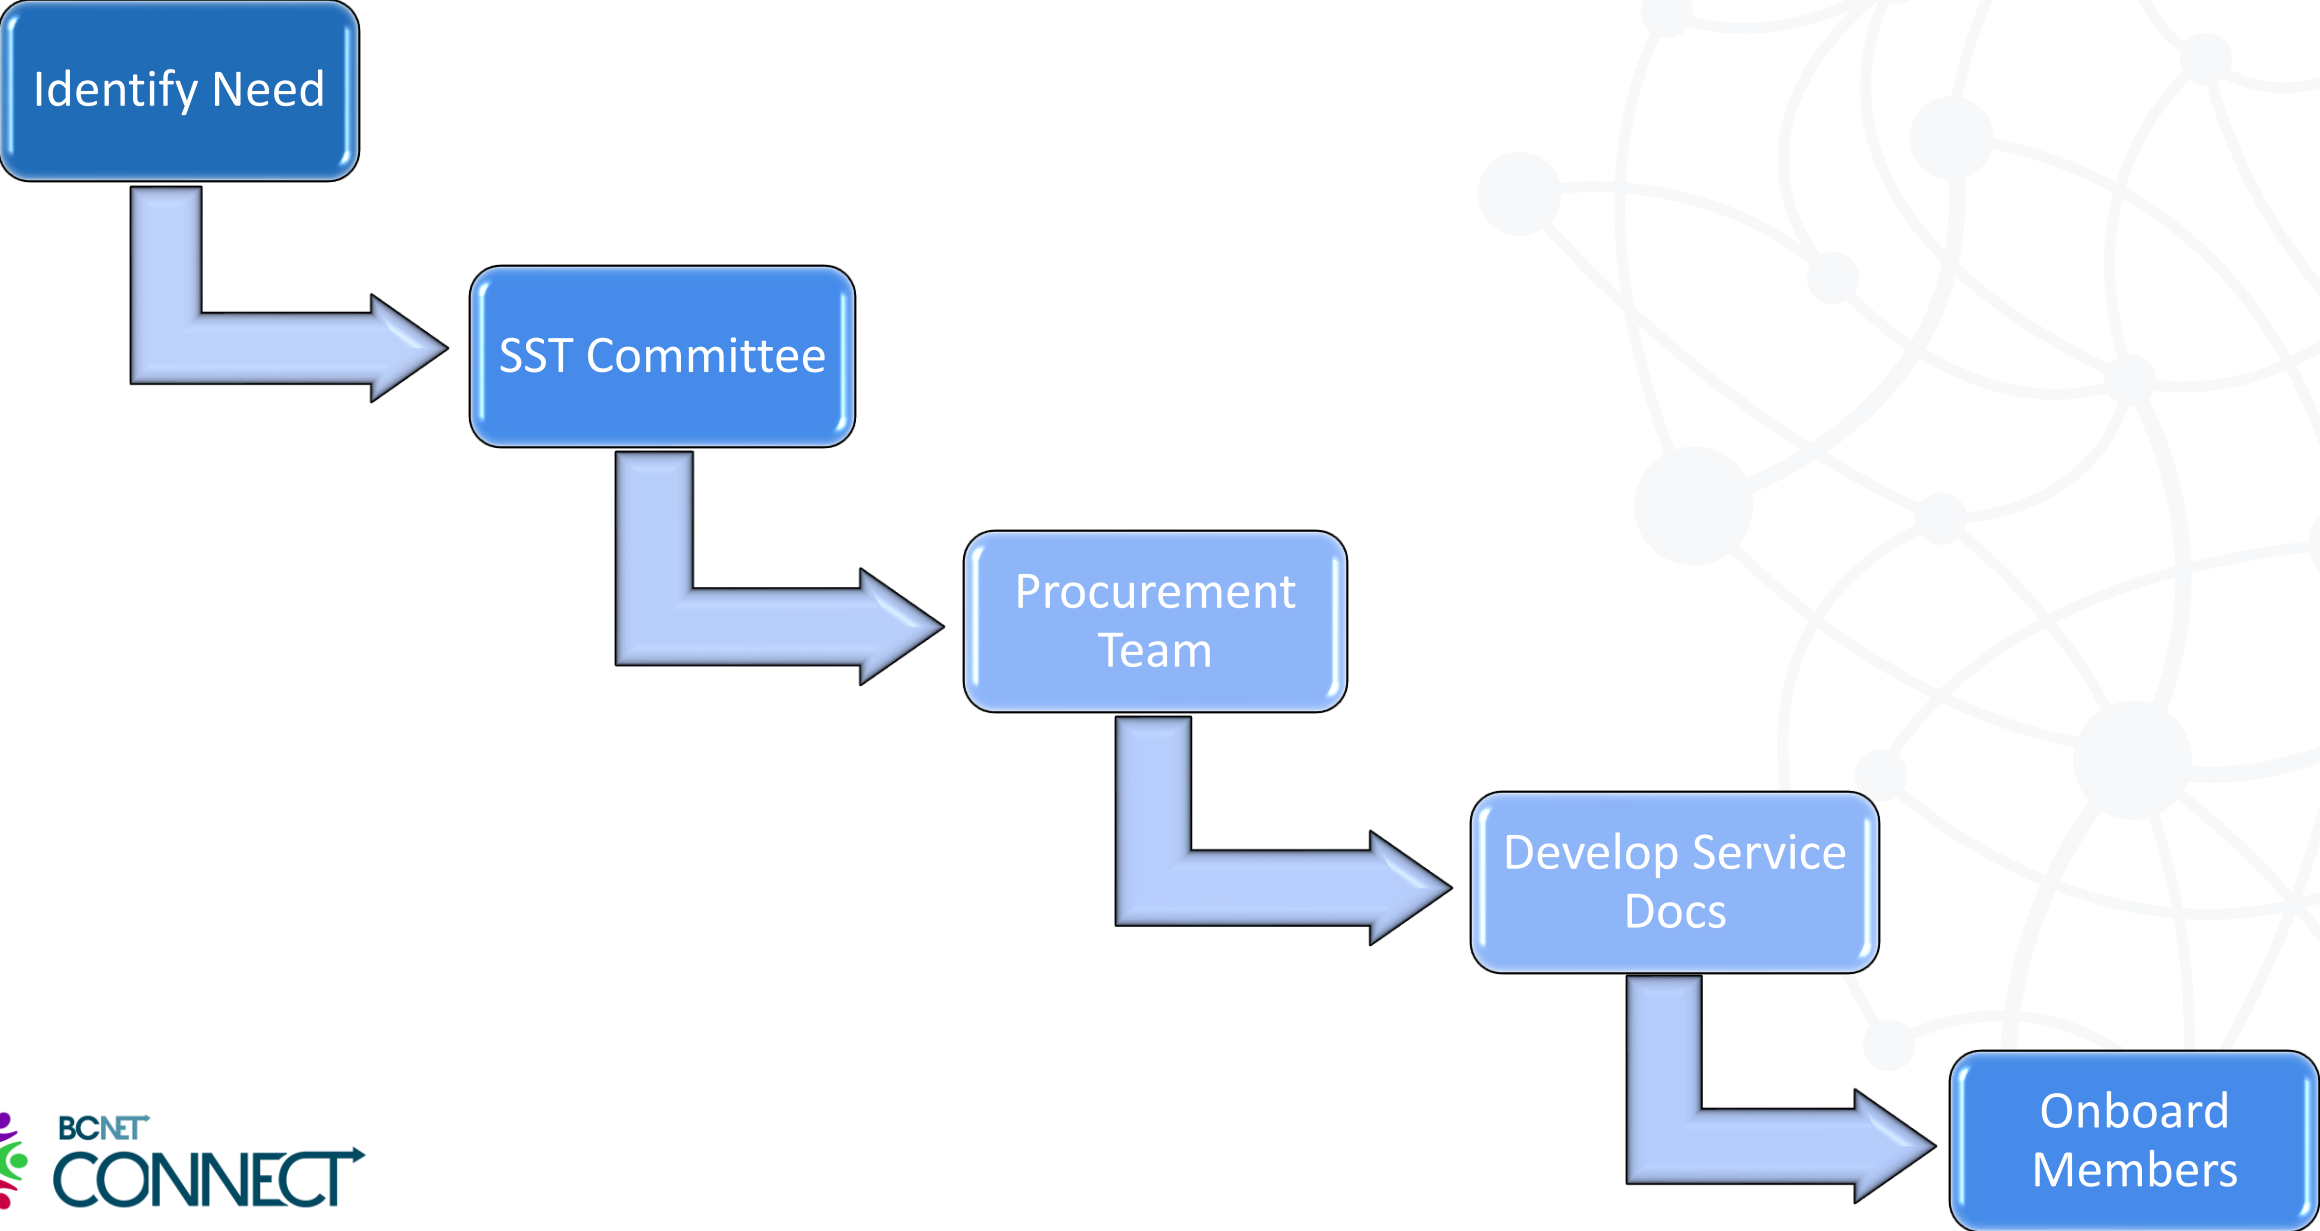 Identify Need
SST Committee
Procurement
Team
Develop Service
Docs
Onboard
Members
BCNET
CONNECT